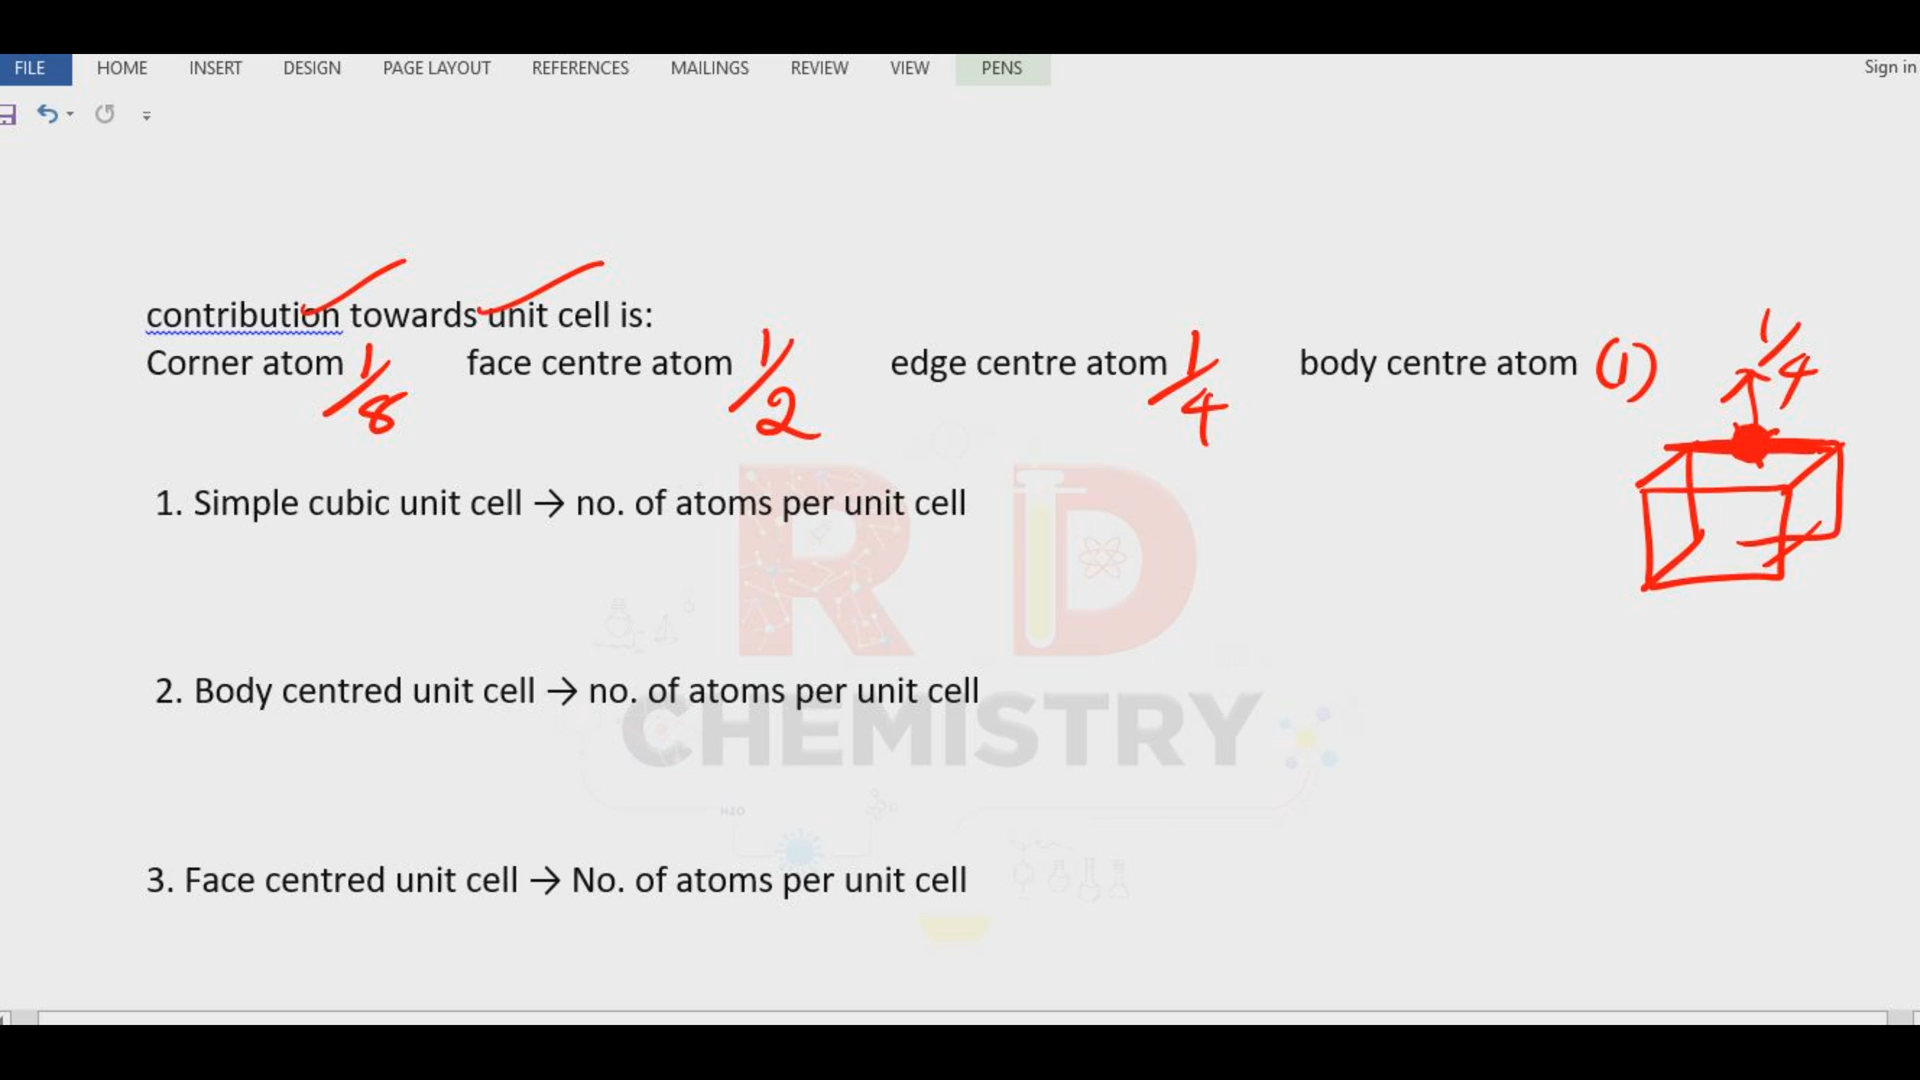 FILE HOME INSERT DESIGN PAGE LAYOUT REFERENCES MAILINGS REVIEW VIEW PENS Sign in
contribution towards unit cell is:
Corner atom 1/8 face centre atom 1/2 edge centre atom 1/4 body centre atom (1) 1/4
1. Simple cubic unit cell → no. of atoms per unit cell
R D
2. Body centred unit cell → no. of atoms per unit cell
CHEMISTRY
H2O
3. Face centred unit cell → No. of atoms per unit cell